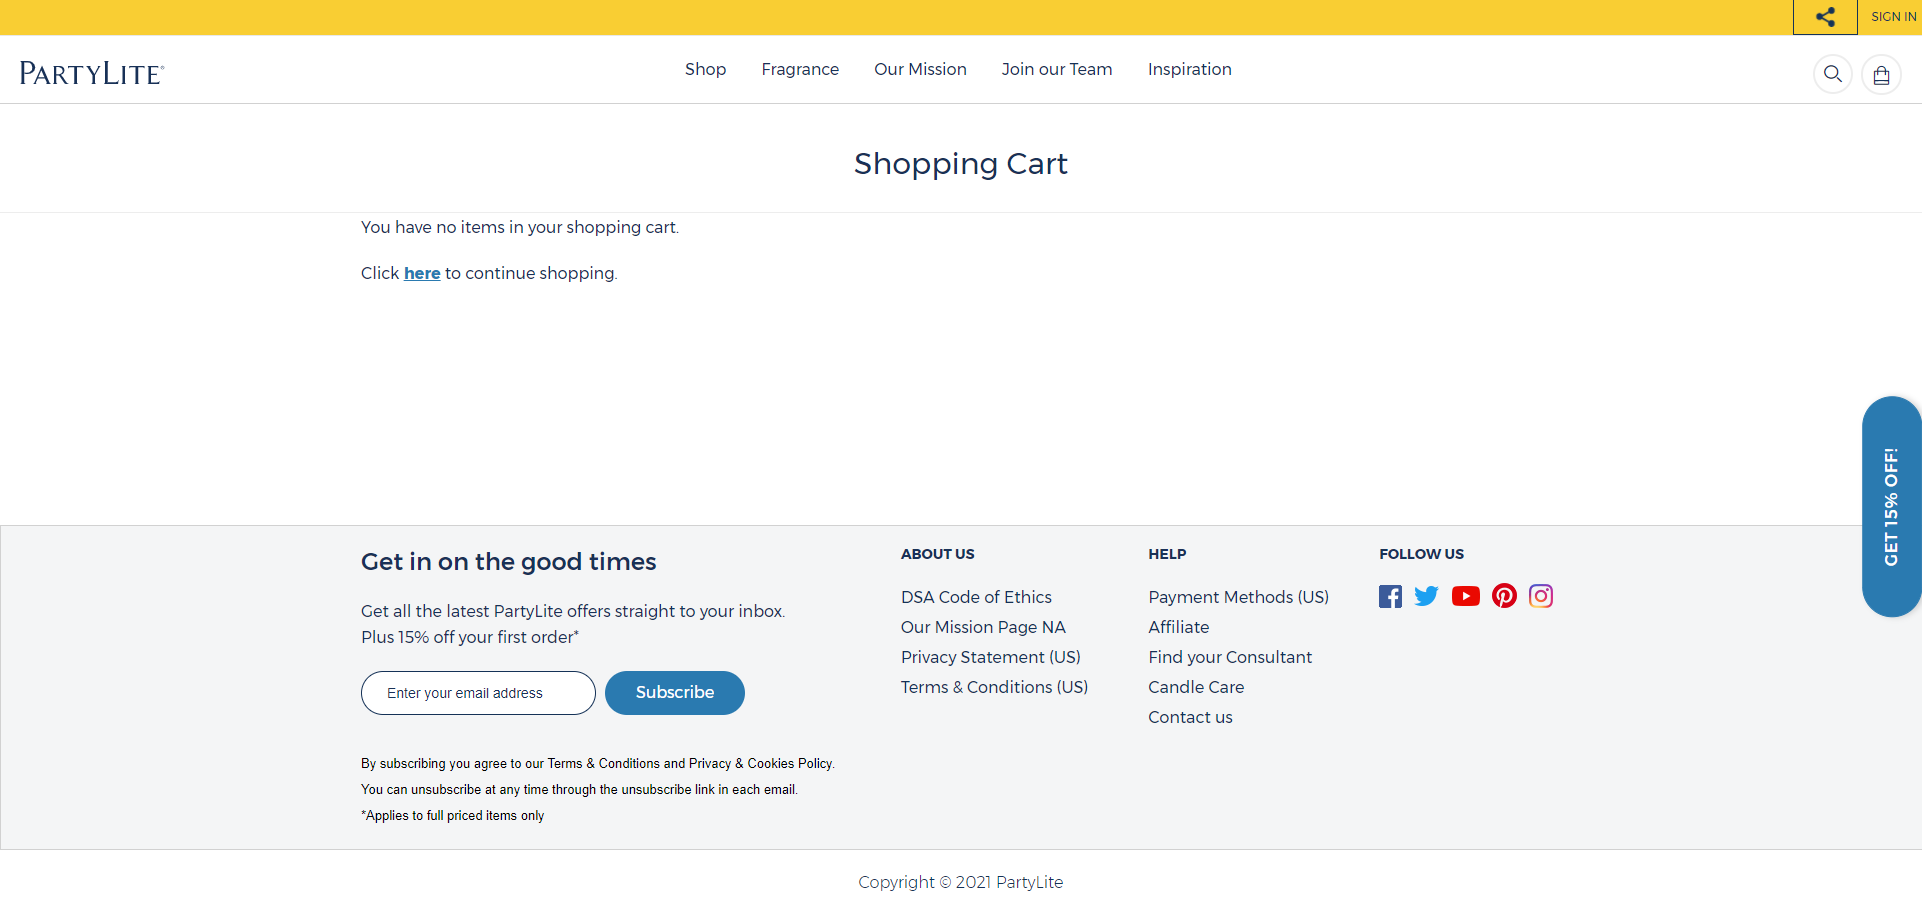 SIGN IN
PARTYLITE®
Shop Fragrance Our Mission Join our Team Inspiration
Shopping Cart
You have no items in your shopping cart.
Click here to continue shopping.
GET 15% OFF!
Get in on the good times
Get all the latest PartyLite offers straight to your inbox.
Plus 15% off your first order*
Enter your email address
Subscribe
By subscribing you agree to our Terms & Conditions and Privacy & Cookies Policy.
You can unsubscribe at any time through the unsubscribe link in each email.
*Applies to full priced items only
ABOUT US
DSA Code of Ethics
Our Mission Page NA
Privacy Statement (US)
Terms & Conditions (US)
HELP
Payment Methods (US)
Affiliate
Find your Consultant
Candle Care
Contact us
FOLLOW US
Copyright © 2021 PartyLite